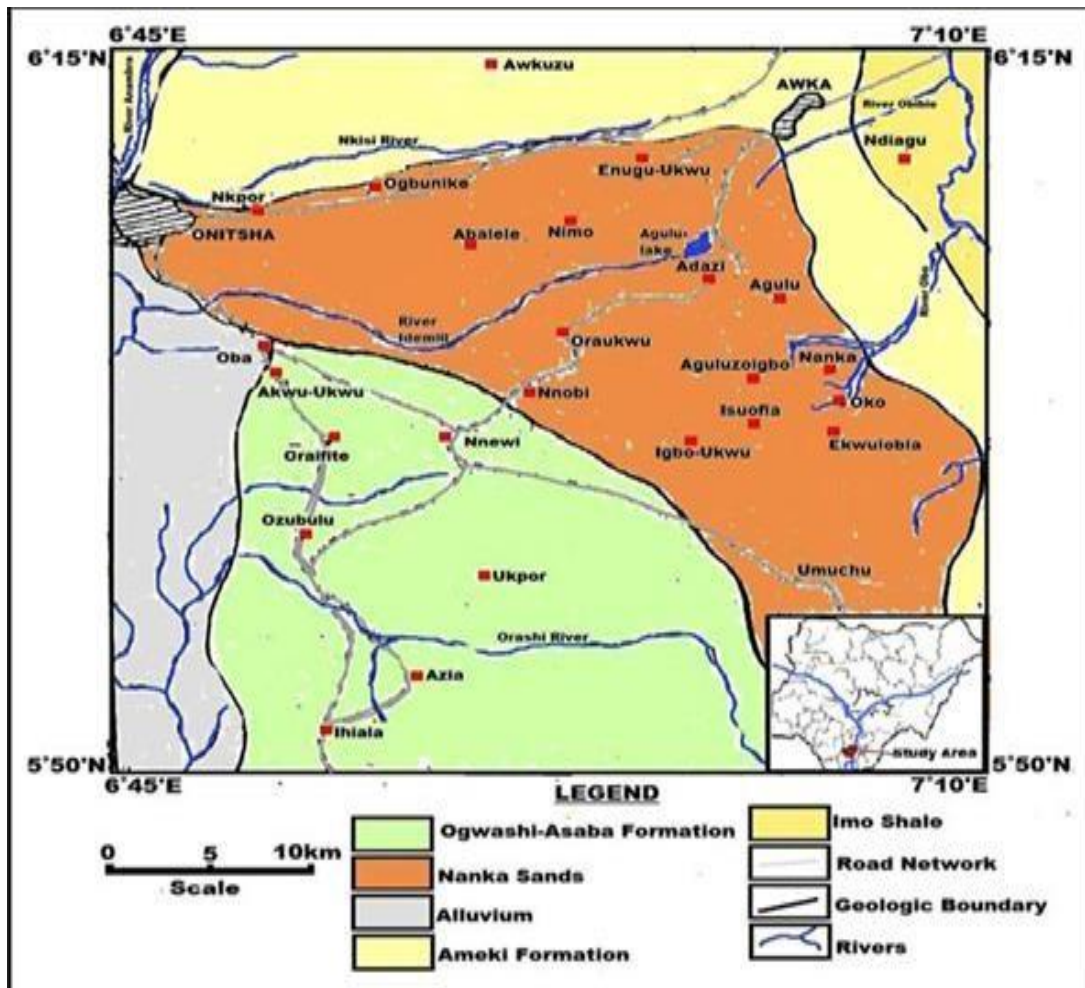 6°45'E
7°10'E
6°15'N
6°15'N
Awkuzu
AWKA
River Anambra
River Obibio
Ndiagu
Nkisi River
Enugu-Ukwu
Ogbunike
Nkpor
ONITSHA
Abalele
Nimo
Agulu-
lake
Adazi
Agulu
River
Idemili
Oraukwu
Oba
Nanka
Aguluzoigbo
Akwu-Ukwu
Nnobi
Oko
Isuofia
Nnewi
Oraifite
Igbo-Ukwu
Ekwulobia
Ozubulu
Ukpor
Umuchu
Orashi River
Azia
Ihiala
Study Area
5°50'N
5°50'N
6°45'E
7°10'E
LEGEND
Ogwashi-Asaba Formation
Imo Shale
0 5 10km
Scale
Nanka Sands
Road Network
Alluvium
Geologic Boundary
Ameki Formation
Rivers